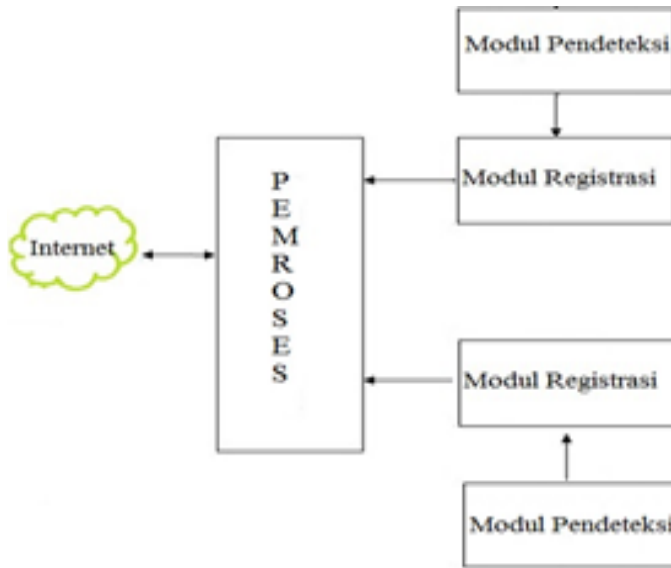 Modul Pendeteksi
Modul Registrasi
P
E
M
R
O
S
E
S
Internet
Modul Registrasi
Modul Pendeteksi